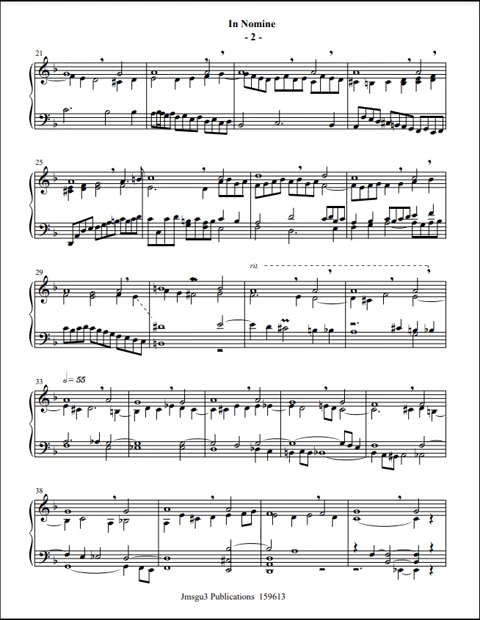 In Nomine
- 2 -
21
25
29
rit.
33
𝅗𝅥 = 55
38
Jmsgu3 Publications 159613